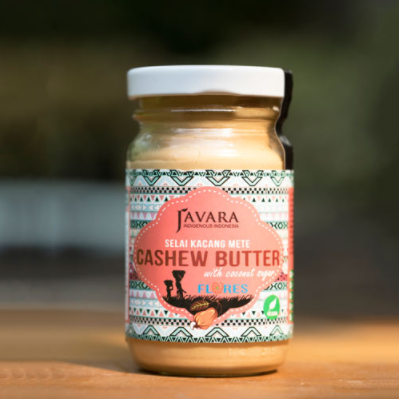 JAVARA
INDIGENOUS INDONESIA
SELAI KACANG METE
CASHEW BUTTER
with coconut sugar
FLORES